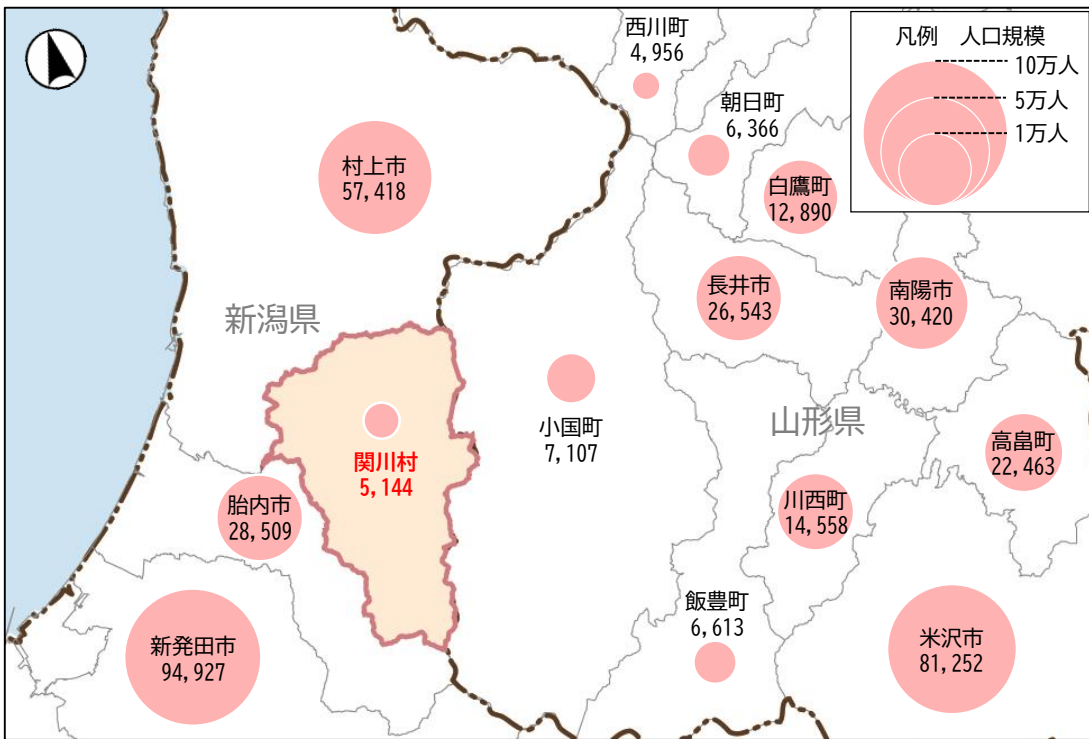 西川町
4,956
凡例 人口規模
10万人
5万人
1万人
朝日町
6,366
村上市
57,418
白鷹町
12,890
長井市
26,543
南陽市
30,420
新潟県
山形県
小国町
7,107
関川村
5,144
高畠町
22,463
胎内市
28,509
川西町
14,558
飯豊町
6,613
新発田市
94,927
米沢市
81,252